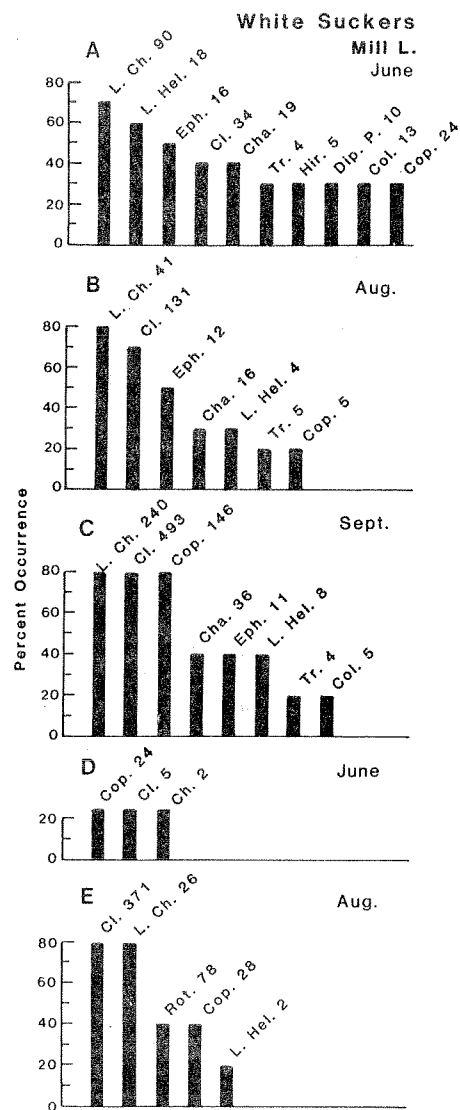 White Suckers
Mill L.
June
A
L. Ch. 90
L. Hel. 18
Eph. 16
Cl. 34
Cha. 19
Tr. 4
Hir. 5
Dip. P. 10
Col. 13
Cop. 24
80
60
40
20
0
B
Aug.
L. Ch. 41
Cl. 131
Eph. 12
Cha. 16
L. Hel. 4
Tr. 5
Cop. 5
80
60
40
20
0
Percent Occurrence
C
Sept.
L. Ch. 240
Cl. 493
Cop. 146
Cha. 36
Eph. 11
L. Hel. 8
Tr. 4
Col. 5
80
60
40
20
0
D
June
Cop. 24
Cl. 5
Ch. 2
20
0
E
Aug.
Cl. 371
L. Ch. 26
Rot. 78
Cop. 28
L. Hel. 2
80
60
40
20
0